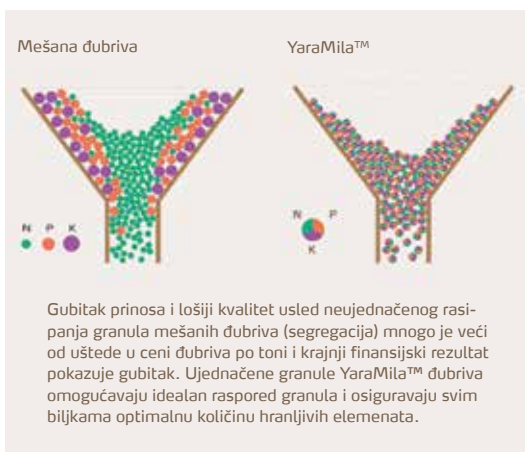 Mešana đubriva
YaraMila™
N P K
N P
K
Gubitak prinosa i lošiji kvalitet usled neujednačenog rasi-
panja granula mešanih đubriva (segregacija) mnogo je veći
od uštede u ceni đubriva po toni i krajnji finansijski rezultat
pokazuje gubitak. Ujednačene granule YaraMila™ đubriva
omogućavaju idealan raspored granula i osiguravaju svim
biljkama optimalnu količinu hranljivih elemenata.